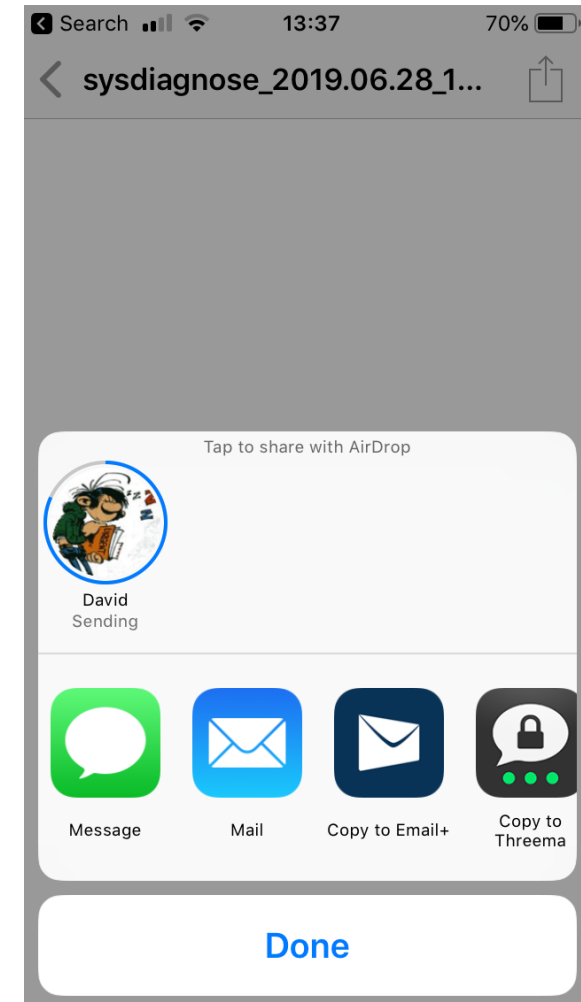 Search 13:37 70%
sysdiagnose_2019.06.28_1...
Tap to share with AirDrop
David
Sending
Message Mail Copy to Email+ Copy to
Threema
Done